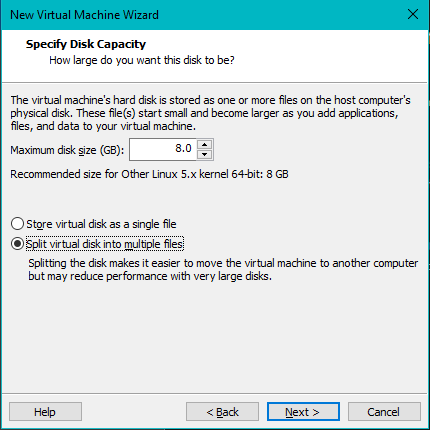 New Virtual Machine Wizard
Specify Disk Capacity
How large do you want this disk to be?
The virtual machine's hard disk is stored as one or more files on the host computer's
physical disk. These file(s) start small and become larger as you add applications,
files, and data to your virtual machine.
Maximum disk size (GB): 8.0
Recommended size for Other Linux 5.x kernel 64-bit: 8 GB
Store virtual disk as a single file
Split virtual disk into multiple files
Splitting the disk makes it easier to move the virtual machine to another computer
but may reduce performance with very large disks.
Help < Back Next > Cancel